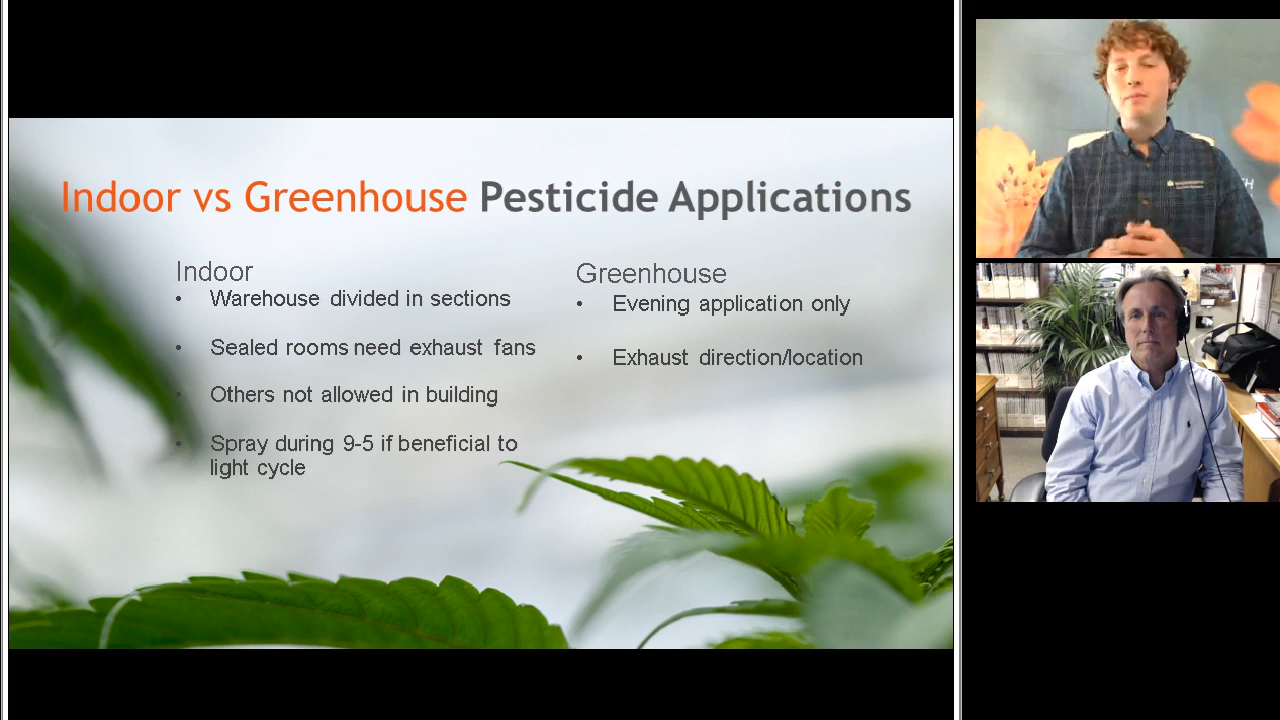 Indoor vs Greenhouse Pesticide Applications
Indoor
• Warehouse divided in sections
• Sealed rooms need exhaust fans
• Others not allowed in building
• Spray during 9-5 if beneficial to
light cycle
Greenhouse
• Evening application only
• Exhaust direction/location